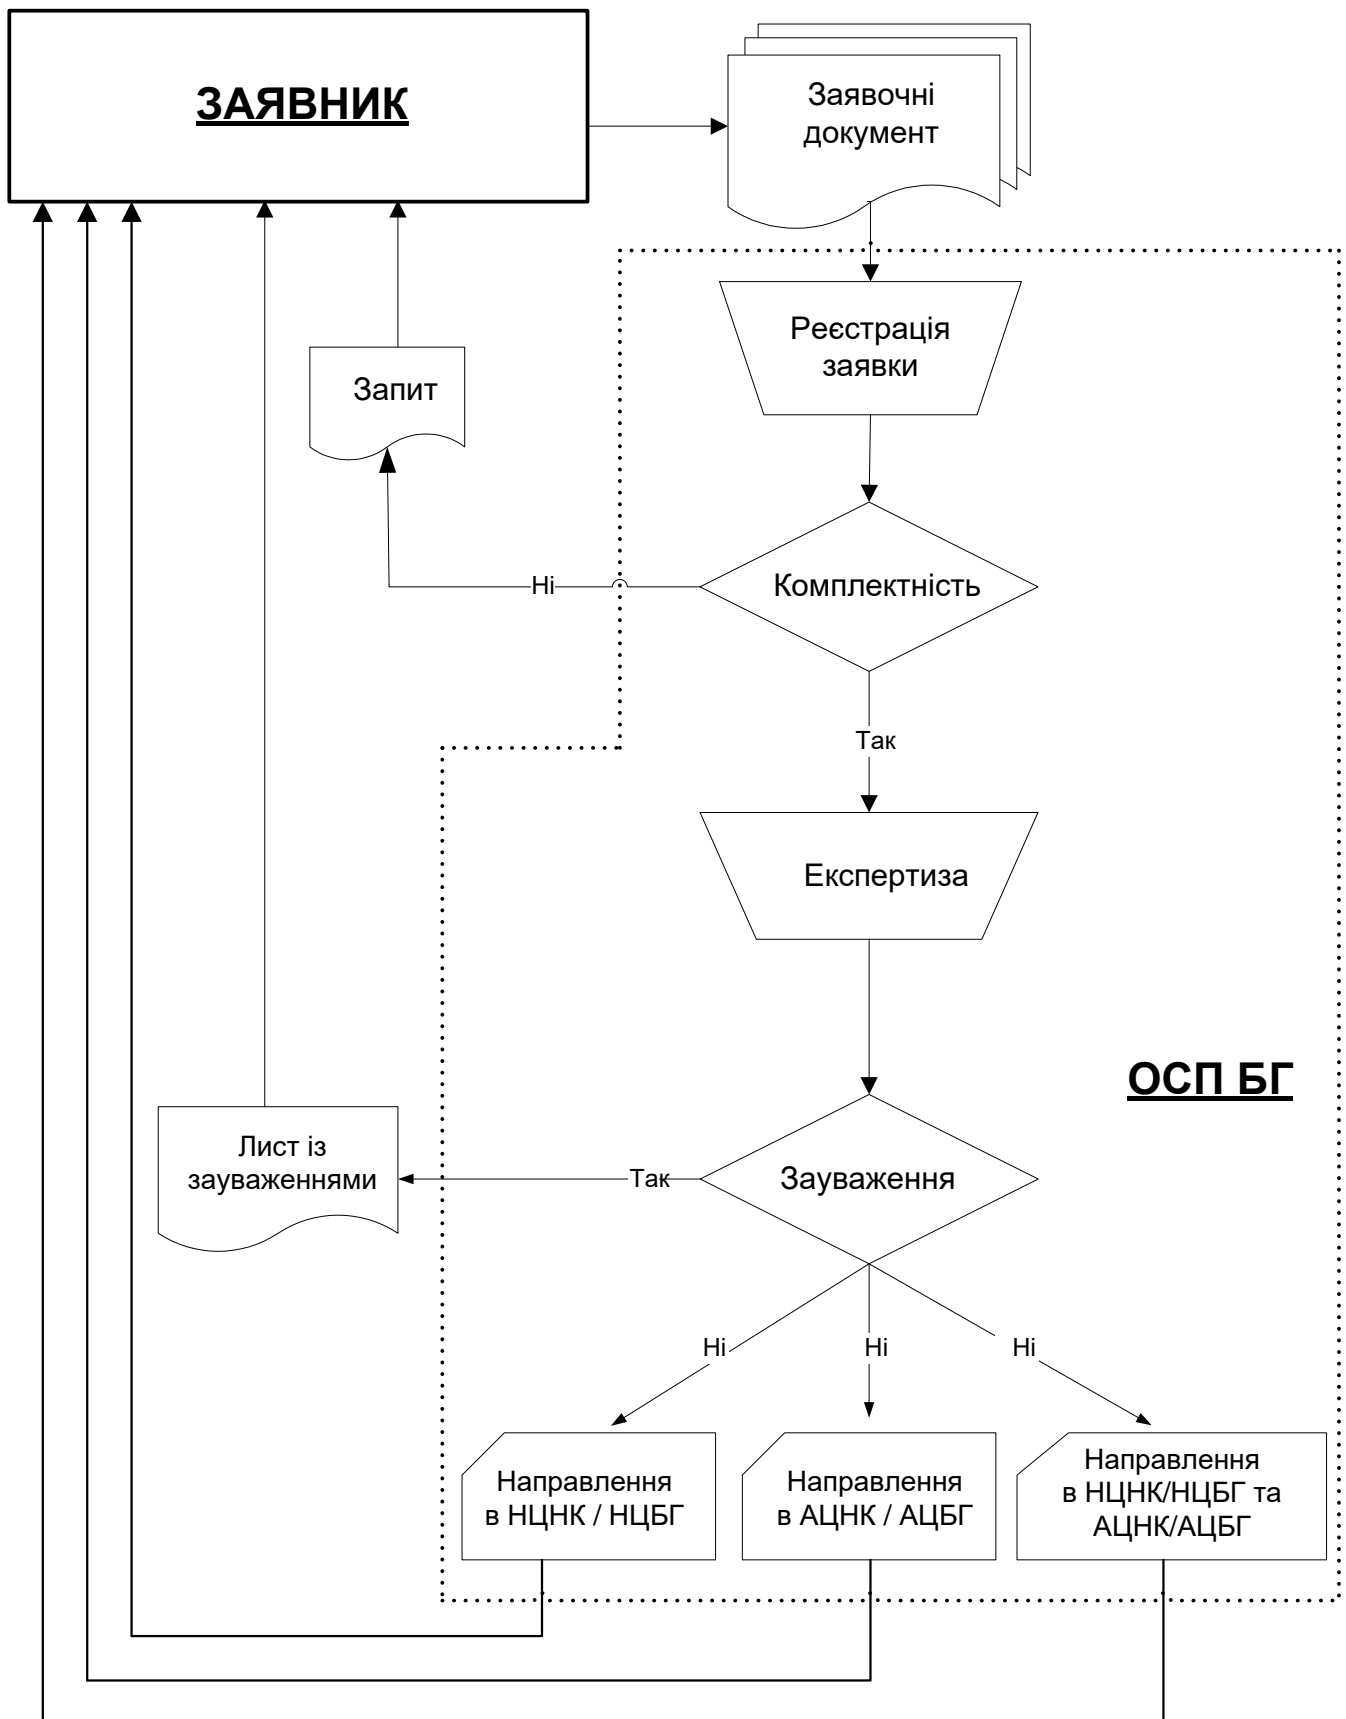 ЗАЯВНИК
Заявочні
документ
Реєстрація
заявки
Запит
Комплектність
Ні
Так
Експертиза
ОСП БГ
Лист із
зауваженнями
Так
Зауваження
Ні
Ні
Ні
Направлення
в НЦНК / НЦБГ
Направлення
в АЦНК / АЦБГ
Направлення
в НЦНК/НЦБГ та
АЦНК/АЦБГ